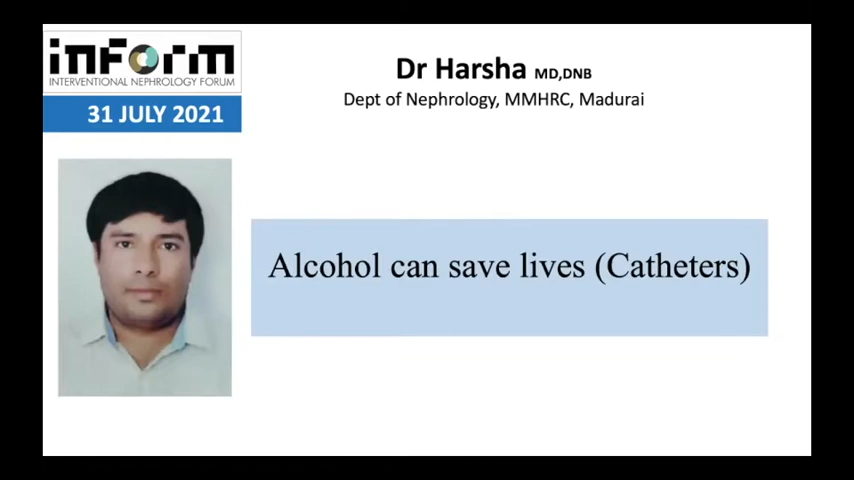 inForm
INTERVENTIONAL NEPHROLOGY FORUM
31 JULY 2021
Dr Harsha MD,DNB
Dept of Nephrology, MMHRC, Madurai
Alcohol can save lives (Catheters)